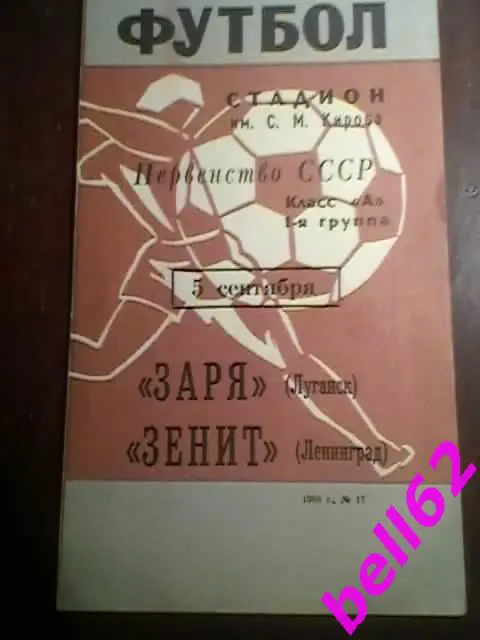 ФУТБОЛ
СТАДИОН
им. С. М. Кирова
Первенство СССР
Класс «А»
1-я группа
5 сентября
«ЗАРЯ» (Луганск)
«ЗЕНИТ» (Ленинград)
г., № 17
bell62